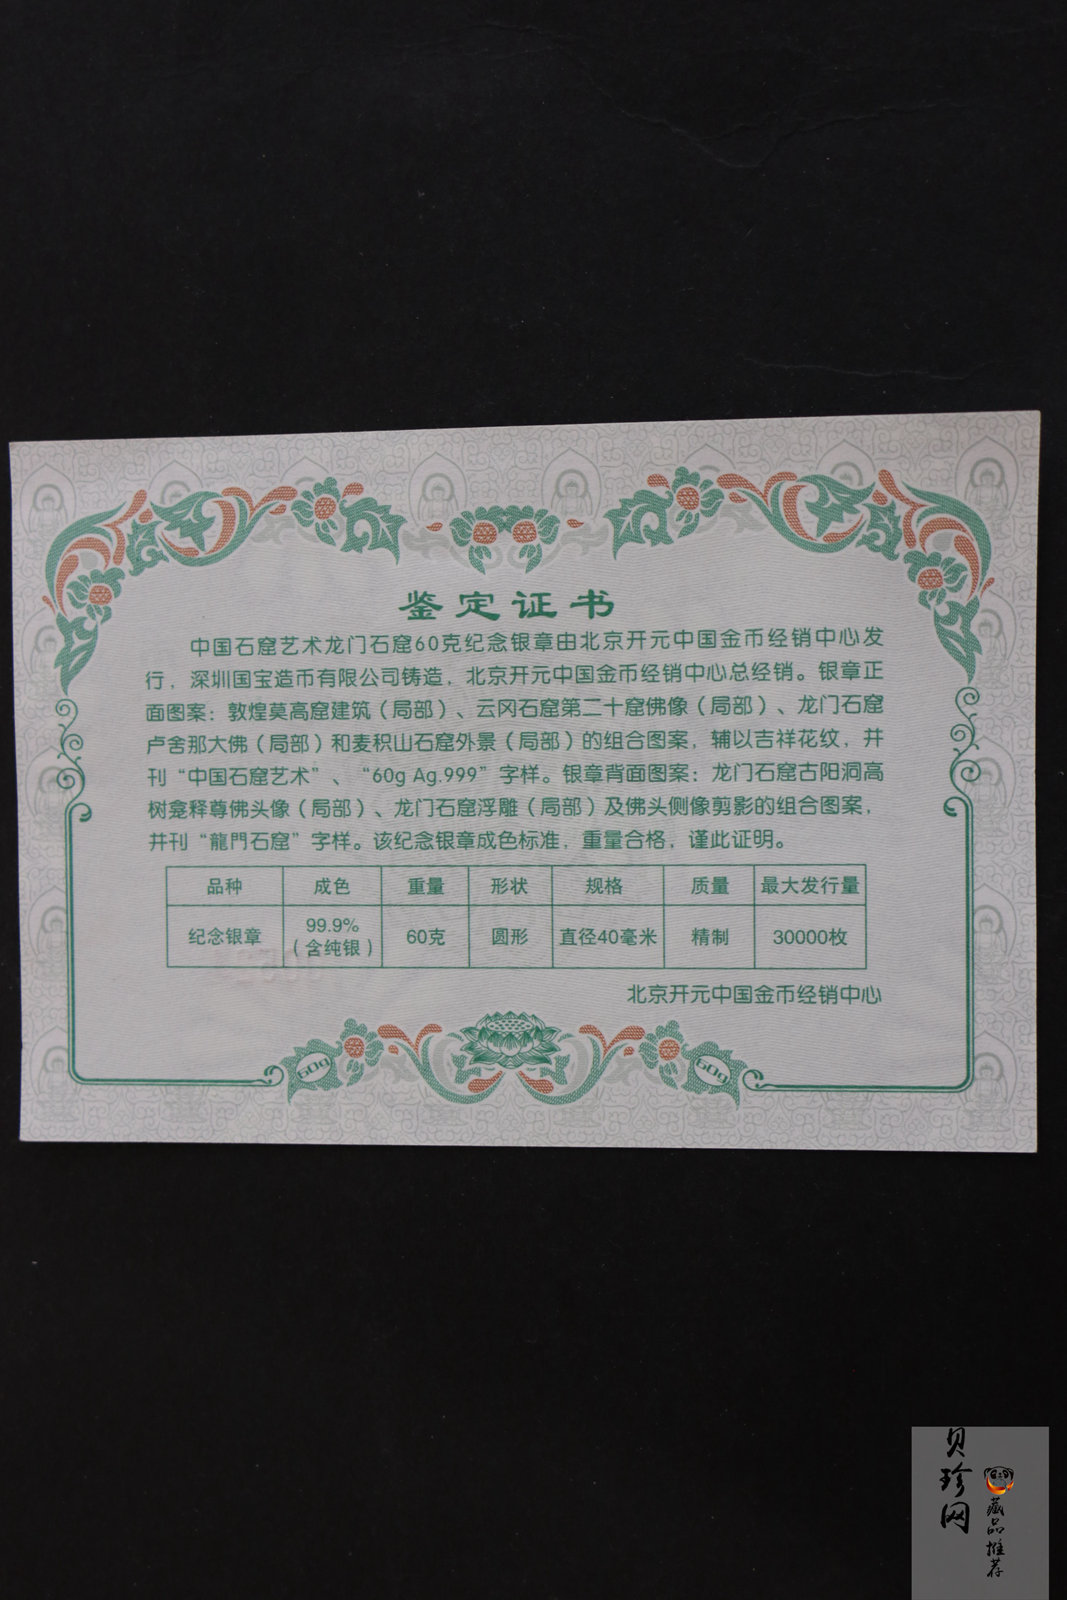 鉴定证书
中国石窟艺术龙门石窟60克纪念银章由北京开元中国金币经销中心发
行，深圳国宝造币有限公司铸造，北京开元中国金币经销中心总经销。银章正
面图案：敦煌莫高窟建筑（局部）、云冈石窟第二十窟佛像（局部）、龙门石窟
卢舍那大佛（局部）和麦积山石窟外景（局部）的组合图案，辅以吉祥花纹，并
刊“中国石窟艺术”、“60g Ag.999”字样。银章背面图案：龙门石窟古阳洞高
树龛释尊佛头像（局部）、龙门石窟浮雕（局部）及佛头侧像剪影的组合图案，
并刊“龍門石窟”字样。该纪念银章成色标准，重量合格，谨此证明。
品种 成色 重量 形状 规格 质量 最大发行量
纪念银章 99.9%（含纯银） 60克 圆形 直径40毫米 精制 30000枚
北京开元中国金币经销中心
60g 60g
贝珍网
藏品推荐